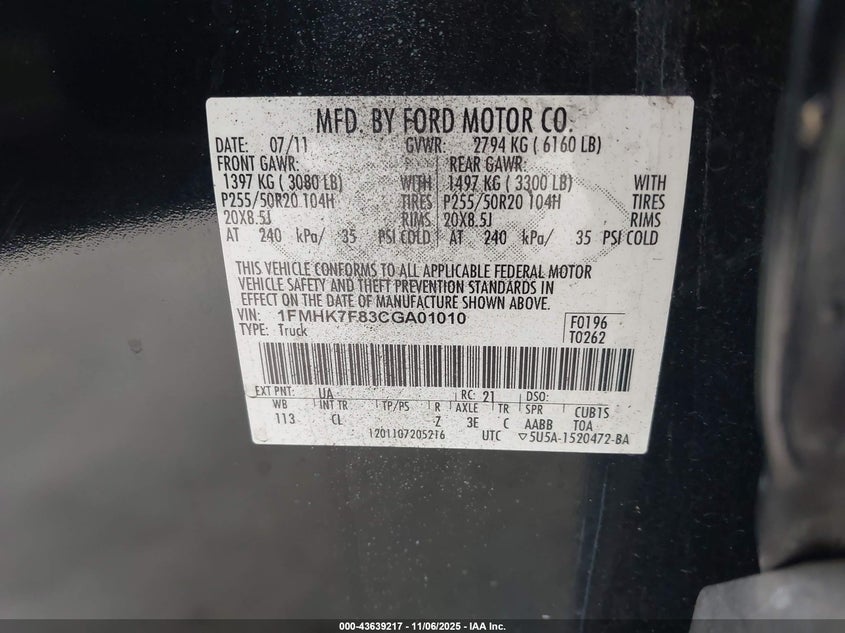 MFD. BY FORD MOTOR CO.
DATE: 07/11 GVWR: 2794 KG ( 6160 LB)
FRONT GAWR: REAR GAWR:
1397 KG ( 3080 LB) WITH 1497 KG ( 3300 LB) WITH
P255/50R20 104H TIRES P255/50R20 104H TIRES
20X8.5J RIMS 20X8.5J RIMS
AT 240 kPa/ 35 PSI COLD AT 240 kPa/ 35 PSI COLD
THIS VEHICLE CONFORMS TO ALL APPLICABLE FEDERAL MOTOR
VEHICLE SAFETY AND THEFT PREVENTION STANDARDS IN
EFFECT ON THE DATE OF MANUFACTURE SHOWN ABOVE.
VIN: 1FMHK7F83CGA01010 F0196
TYPE: Truck T0262
EXT PNT: UA RC: 21 DSO:
WB INT TR TP/PS R AXLE TR SPR CUBTS
113 CL Z 3E C AABB TOA
1201107205216 UTC ▽5U5A-1520472-BA
000-43639217 - 11/06/2025 - IAA Inc.